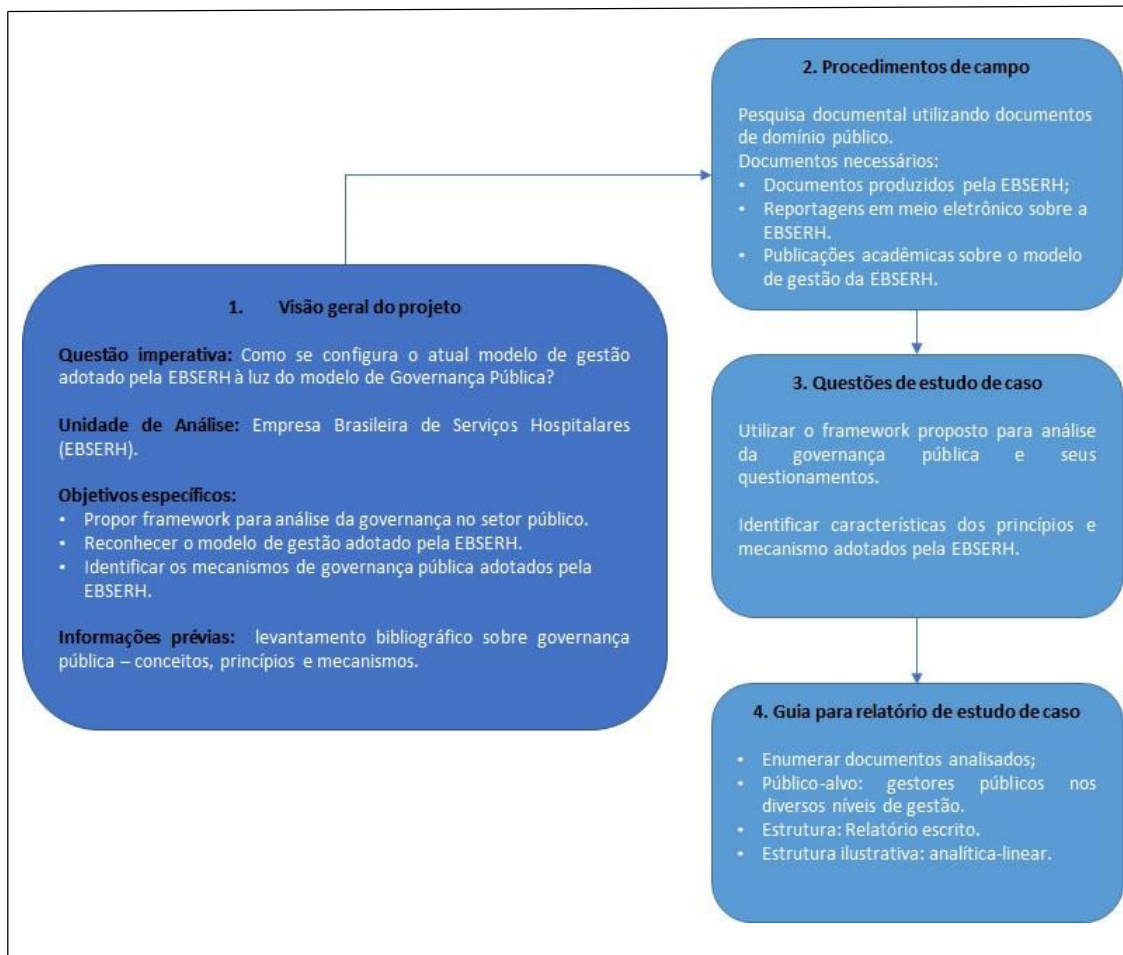 1. Visão geral do projeto
Questão imperativa: Como se configura o atual modelo de gestão
adotado pela EBSERH à luz do modelo de Governança Pública?
Unidade de Análise: Empresa Brasileira de Serviços Hospitalares
(EBSERH).
Objetivos específicos:
• Propor framework para análise da governança no setor público.
• Reconhecer o modelo de gestão adotado pela EBSERH.
• Identificar os mecanismos de governança pública adotados pela
EBSERH.
Informações prévias: levantamento bibliográfico sobre governança
pública – conceitos, princípios e mecanismos.
2. Procedimentos de campo
Pesquisa documental utilizando documentos
de domínio público.
Documentos necessários:
• Documentos produzidos pela EBSERH;
• Reportagens em meio eletrônico sobre a
EBSERH.
• Publicações acadêmicas sobre o modelo
de gestão da EBSERH.
3. Questões de estudo de caso
Utilizar o framework proposto para análise
da governança pública e seus
questionamentos.
Identificar características dos princípios e
mecanismo adotados pela EBSERH.
4. Guia para relatório de estudo de caso
• Enumerar documentos analisados;
• Público-alvo: gestores públicos nos
diversos níveis de gestão.
• Estrutura: Relatório escrito.
• Estrutura ilustrativa: analítica-linear.